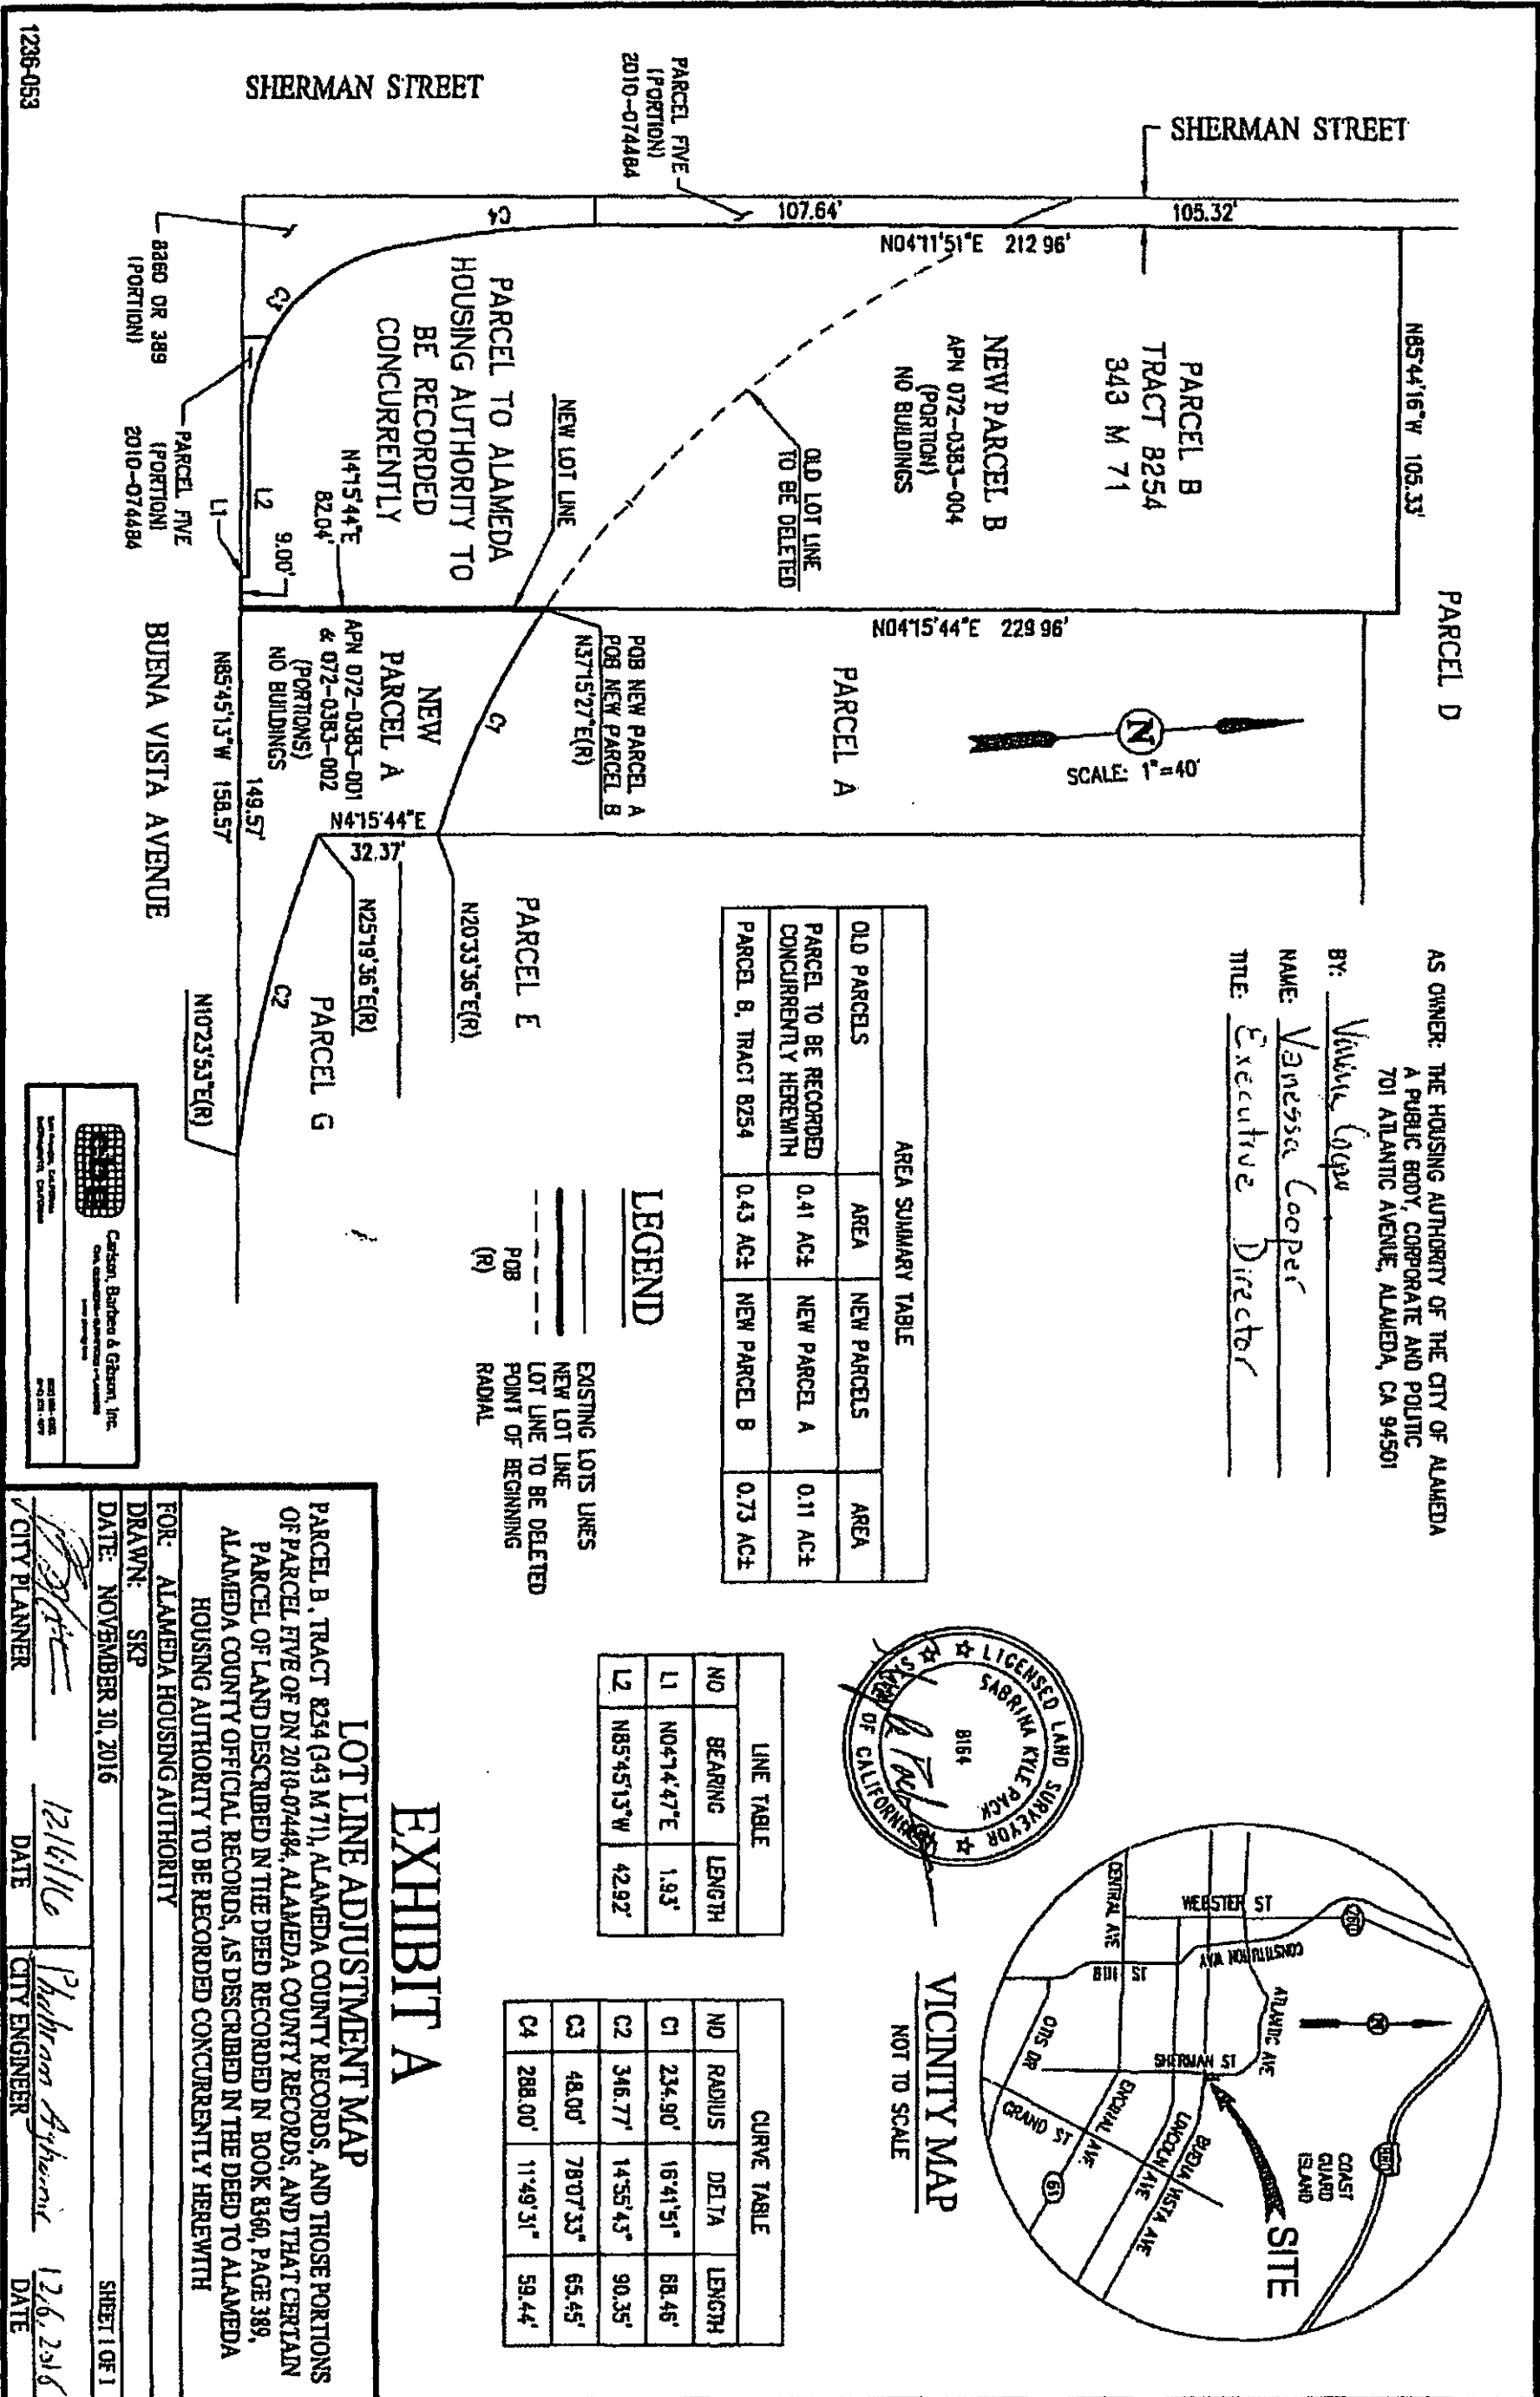 SHERMAN STREET
SHERMAN STREET
PARCEL FIVE
(PORTION)
2010-074484
107.64'
105.32'
N04°11'51"E 212 96'
N85°44'16"W 105.33'
PARCEL D
PARCEL B
TRACT 8254
343 M 71
NEW PARCEL B
APN 072-0383-004
(PORTION)
NO BUILDINGS
OLD LOT LINE
TO BE DELETED
NEW LOT LINE
PARCEL TO ALAMEDA
HOUSING AUTHORITY TO
BE RECORDED
CONCURRENTLY
N4°15'44"E
82.04'
9.00'
C4
C3
L2
L1
8360 OR 389
(PORTION)
PARCEL FIVE
(PORTION)
2010-074484
N04°15'44"E 229 96'
PARCEL A
N
SCALE: 1"=40'
POB NEW PARCEL A
POB NEW PARCEL B
N37°15'27"E(R)
C1
NEW
PARCEL A
APN 072-0383-001
& 072-0383-002
(PORTIONS)
NO BUILDINGS
149.57'
N85°45'13"W 158.57'
BUENA VISTA AVENUE
N4°15'44"E
32.37'
N20°33'36"E(R)
N25°19'36"E(R)
PARCEL E
PARCEL G
C2
N10°23'53"E(R)
AS OWNER: THE HOUSING AUTHORITY OF THE CITY OF ALAMEDA
A PUBLIC BODY, CORPORATE AND POLITIC
701 ATLANTIC AVENUE, ALAMEDA, CA 94501
BY:
NAME: Vanessa Cooper
TITLE: Executive Director
AREA SUMMARY TABLE
OLD PARCELS AREA NEW PARCELS AREA
PARCEL TO BE RECORDED
CONCURRENTLY HEREWITH 0.41 AC± NEW PARCEL A 0.11 AC±
PARCEL B, TRACT 8254 0.43 AC± NEW PARCEL B 0.73 AC±
LEGEND
EXISTING LOTS LINES
NEW LOT LINE
LOT LINE TO BE DELETED
POB POINT OF BEGINNING
(R) RADIAL
LICENSED LAND SURVEYOR
SABRINA KYLE PACK
8164
STATE OF CALIFORNIA
VICINITY MAP
NOT TO SCALE
WEBSTER ST
260
CONSTITUTION WAY
CENTRAL AVE
8TH ST
ATLANTIC AVE
N
OTIS DR
SHERMAN ST
GRAND ST
ENCINAL AVE.
LINCOLN AVE
BUENA VISTA AVE
61
SITE
COAST
GUARD
ISLAND
880
LINE TABLE
NO BEARING LENGTH
L1 N04°14'47"E 1.93'
L2 N85°45'13"W 42.92'
CURVE TABLE
NO RADIUS DELTA LENGTH
C1 234.90' 16°41'51" 68.46'
C2 346.77' 14°55'43" 90.35'
C3 48.00' 78°07'33" 65.45'
C4 288.00' 11°49'31" 59.44'
Carlson, Barbee & Gibson, Inc.
CIVIL ENGINEERS • SURVEYORS • PLANNERS
EXHIBIT A
LOT LINE ADJUSTMENT MAP
PARCEL B , TRACT 8254 (343 M 71), ALAMEDA COUNTY RECORDS, AND THOSE PORTIONS
OF PARCEL FIVE OF DN 2010-074484, ALAMEDA COUNTY RECORDS, AND THAT CERTAIN
PARCEL OF LAND DESCRIBED IN THE DEED RECORDED IN BOOK 8360, PAGE 389,
ALAMEDA COUNTY OFFICIAL RECORDS, AS DESCRIBED IN THE DEED TO ALAMEDA
HOUSING AUTHORITY TO BE RECORDED CONCURRENTLY HEREWITH
FOR: ALAMEDA HOUSING AUTHORITY
DRAWN: SKP
DATE: NOVEMBER 30, 2016
SHEET 1 OF 1
12/6/16
CITY PLANNER DATE
12,6,2016
CITY ENGINEER DATE
1236-053